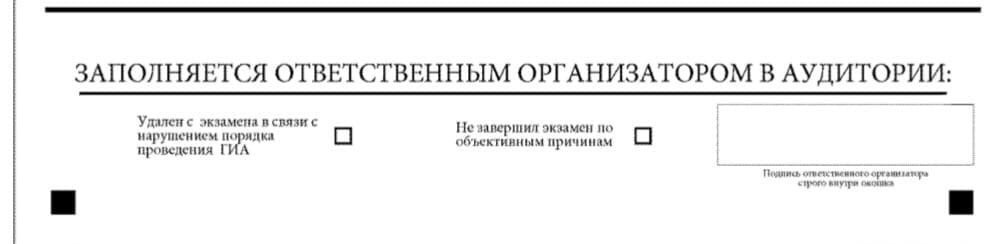 ЗАПОЛНЯЕТСЯ ОТВЕТСТВЕННЫМ ОРГАНИЗАТОРОМ В АУДИТОРИИ:
Удален с экзамена в связи с
нарушением порядка
проведения ГИА
Не завершил экзамен по
объективным причинам
Подпись ответственного организатора
строго внутри окошка